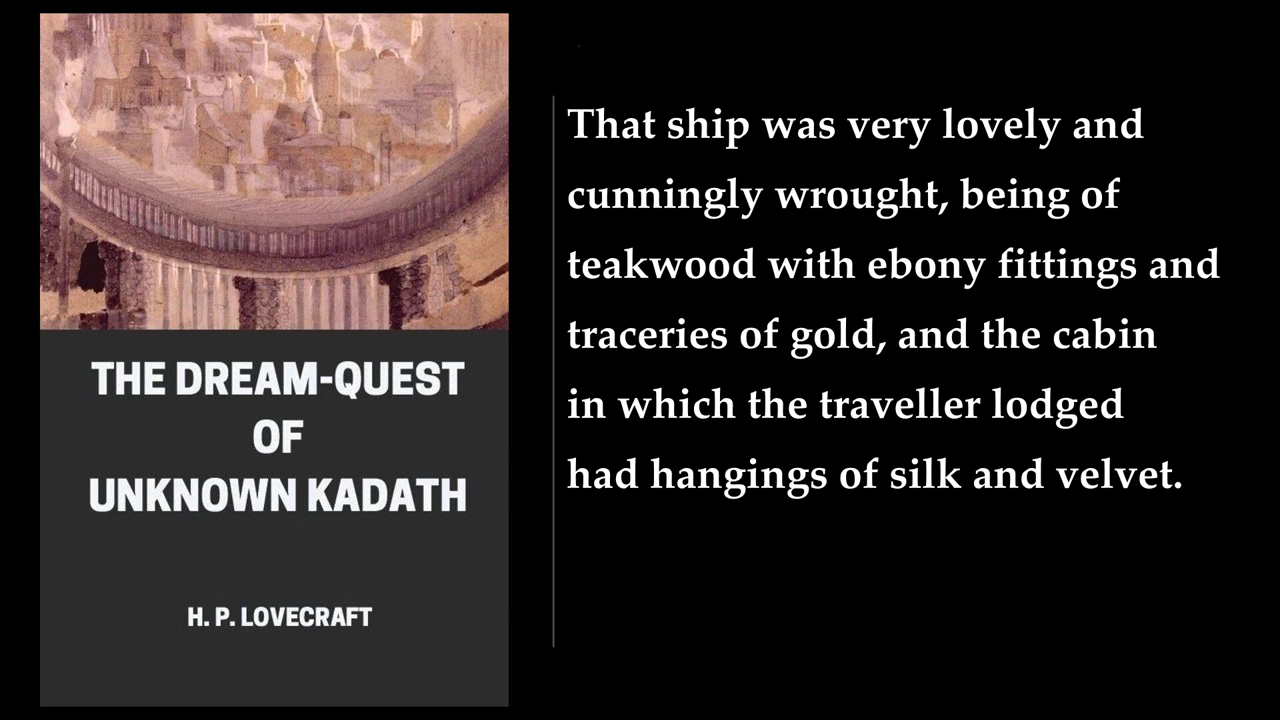 THE DREAM-QUEST
OF
UNKNOWN KADATH
H. P. LOVECRAFT
That ship was very lovely and
cunningly wrought, being of
teakwood with ebony fittings and
traceries of gold, and the cabin
in which the traveller lodged
had hangings of silk and velvet.